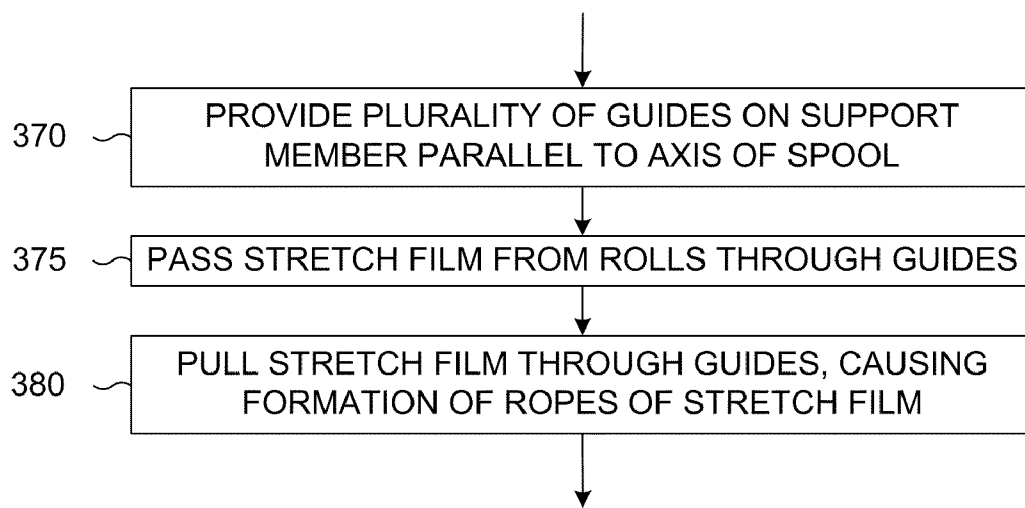 370
PROVIDE PLURALITY OF GUIDES ON SUPPORT
MEMBER PARALLEL TO AXIS OF SPOOL
375
PASS STRETCH FILM FROM ROLLS THROUGH GUIDES
380
PULL STRETCH FILM THROUGH GUIDES, CAUSING
FORMATION OF ROPES OF STRETCH FILM